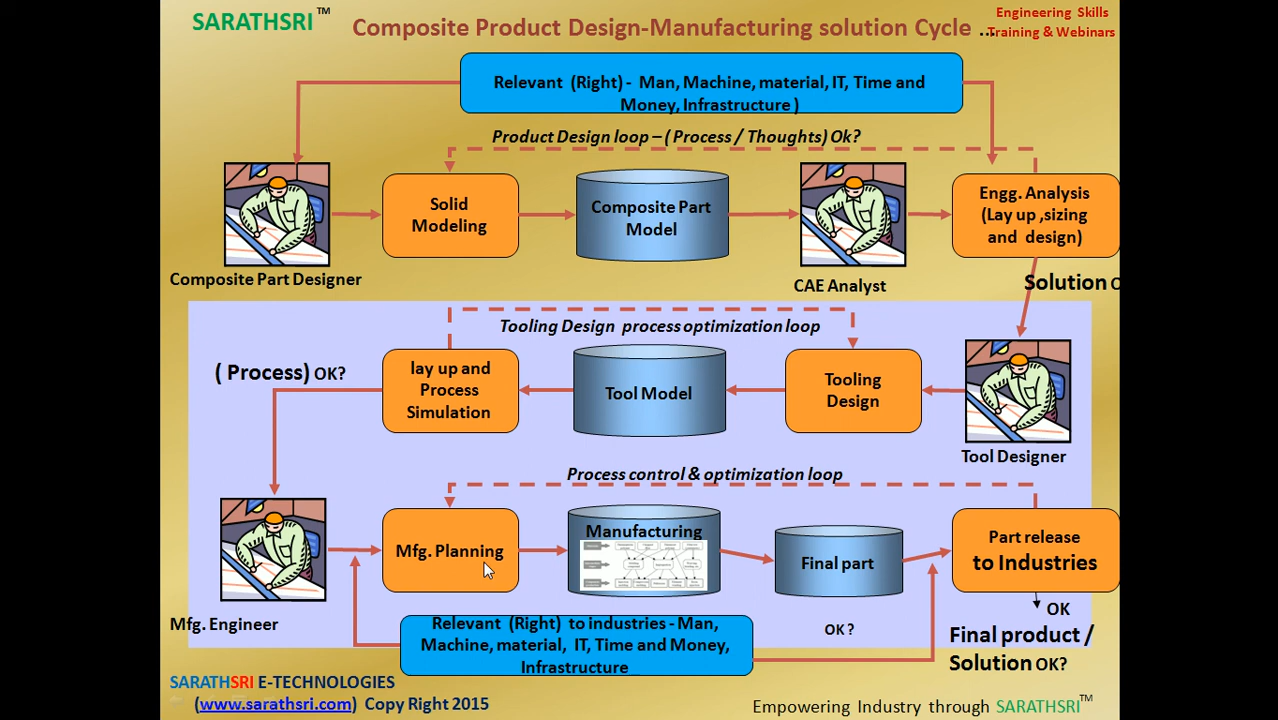 SARATHSRI™
Composite Product Design-Manufacturing solution Cycle ...
Engineering Skills
Training & Webinars
Relevant (Right) - Man, Machine, material, IT, Time and
Money, Infrastructure )
Product Design loop – ( Process / Thoughts) Ok?
Solid
Modeling
Composite Part
Model
Engg. Analysis
(Lay up ,sizing
and design)
Composite Part Designer
CAE Analyst
Solution O
Tooling Design process optimization loop
( Process) OK?
lay up and
Process
Simulation
Tool Model
Tooling
Design
Tool Designer
Process control & optimization loop
Mfg. Planning
Manufacturing
Final part
Part release
to Industries
Mfg. Engineer
OK
OK ?
Final product /
Solution OK?
Relevant (Right) to industries - Man,
Machine, material, IT, Time and Money,
Infrastructure
SARATHSRI E-TECHNOLOGIES
(www.sarathsri.com) Copy Right 2015
Empowering Industry through SARATHSRI™